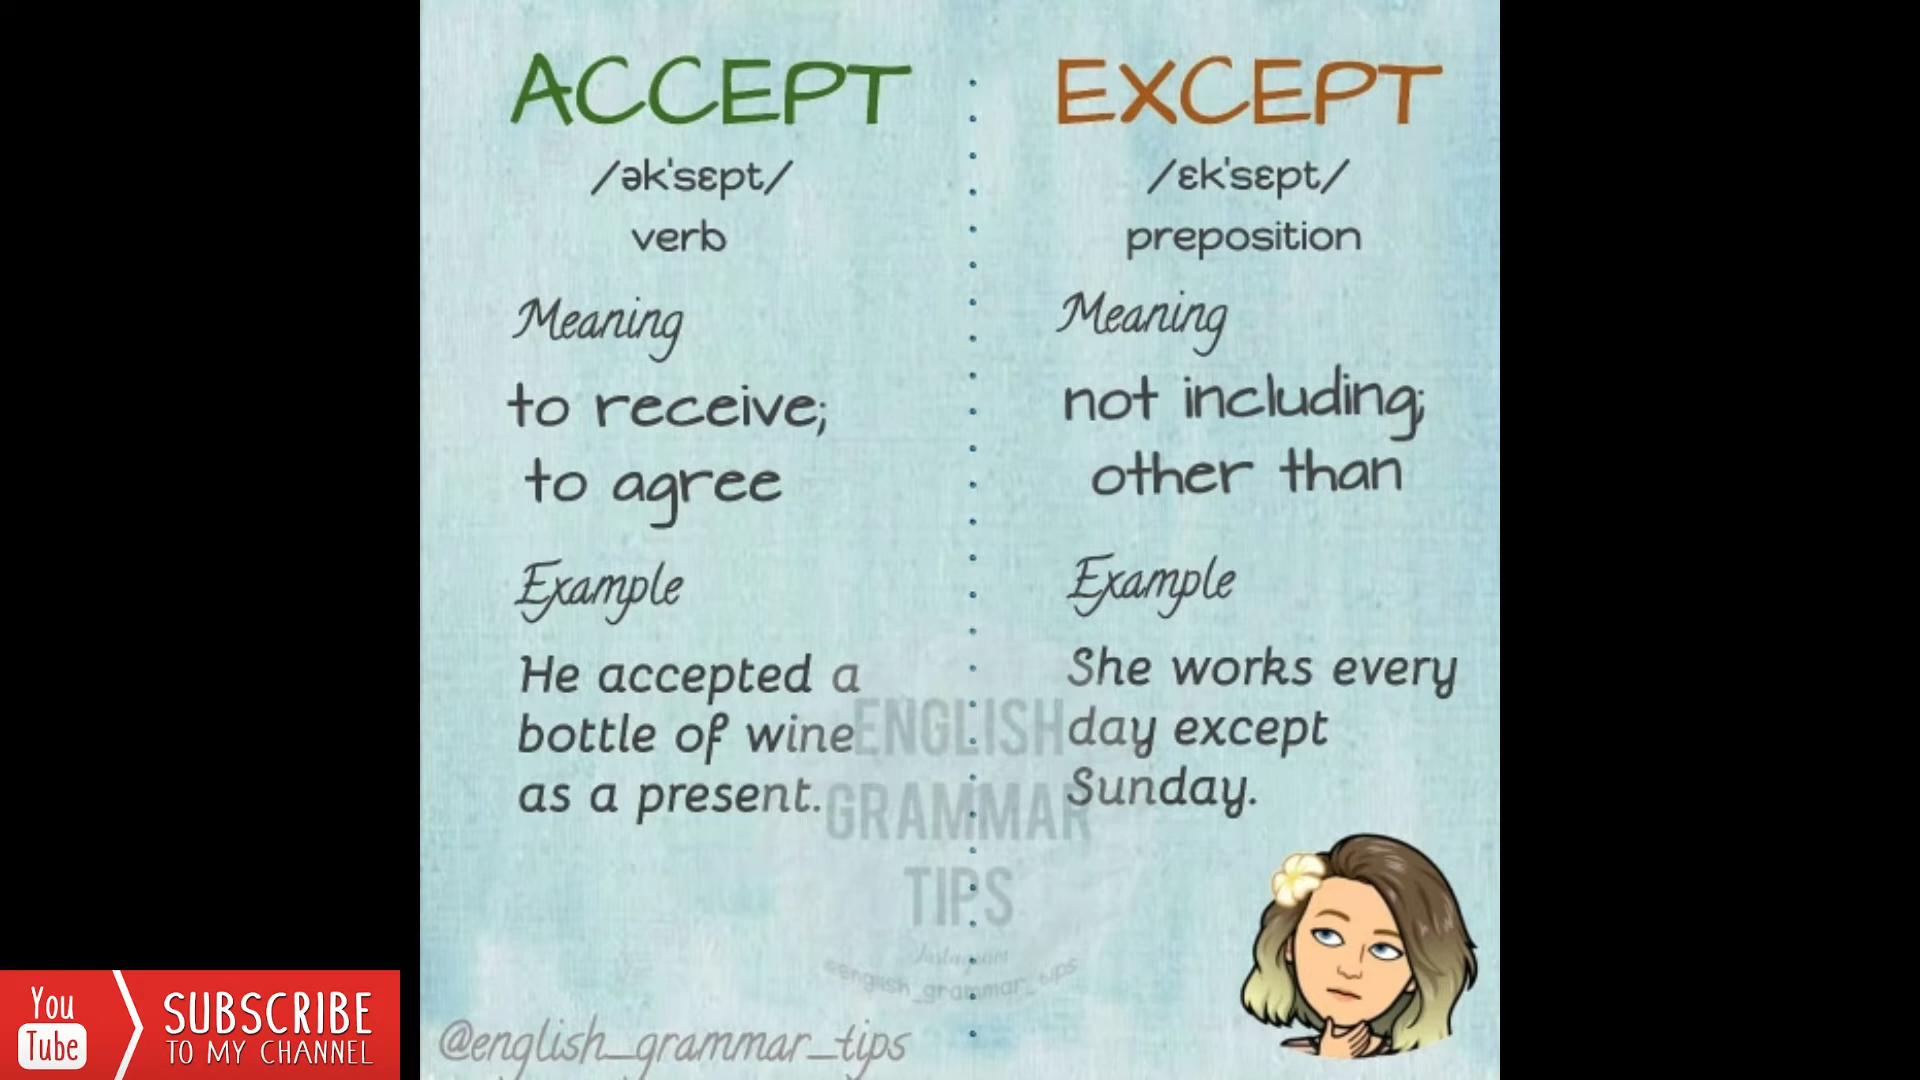 ACCEPT
/əkˈsɛpt/
verb
Meaning
to receive;
to agree
Example
He accepted a
bottle of wine
as a present.
EXCEPT
/ɛkˈsɛpt/
preposition
Meaning
not including;
other than
Example
She works every
day except
Sunday.
ENGLISH
GRAMMAR
TIPS
Instagram
@english_grammar_tips
@english_grammar_tips
You
Tube
SUBSCRIBE
TO MY CHANNEL